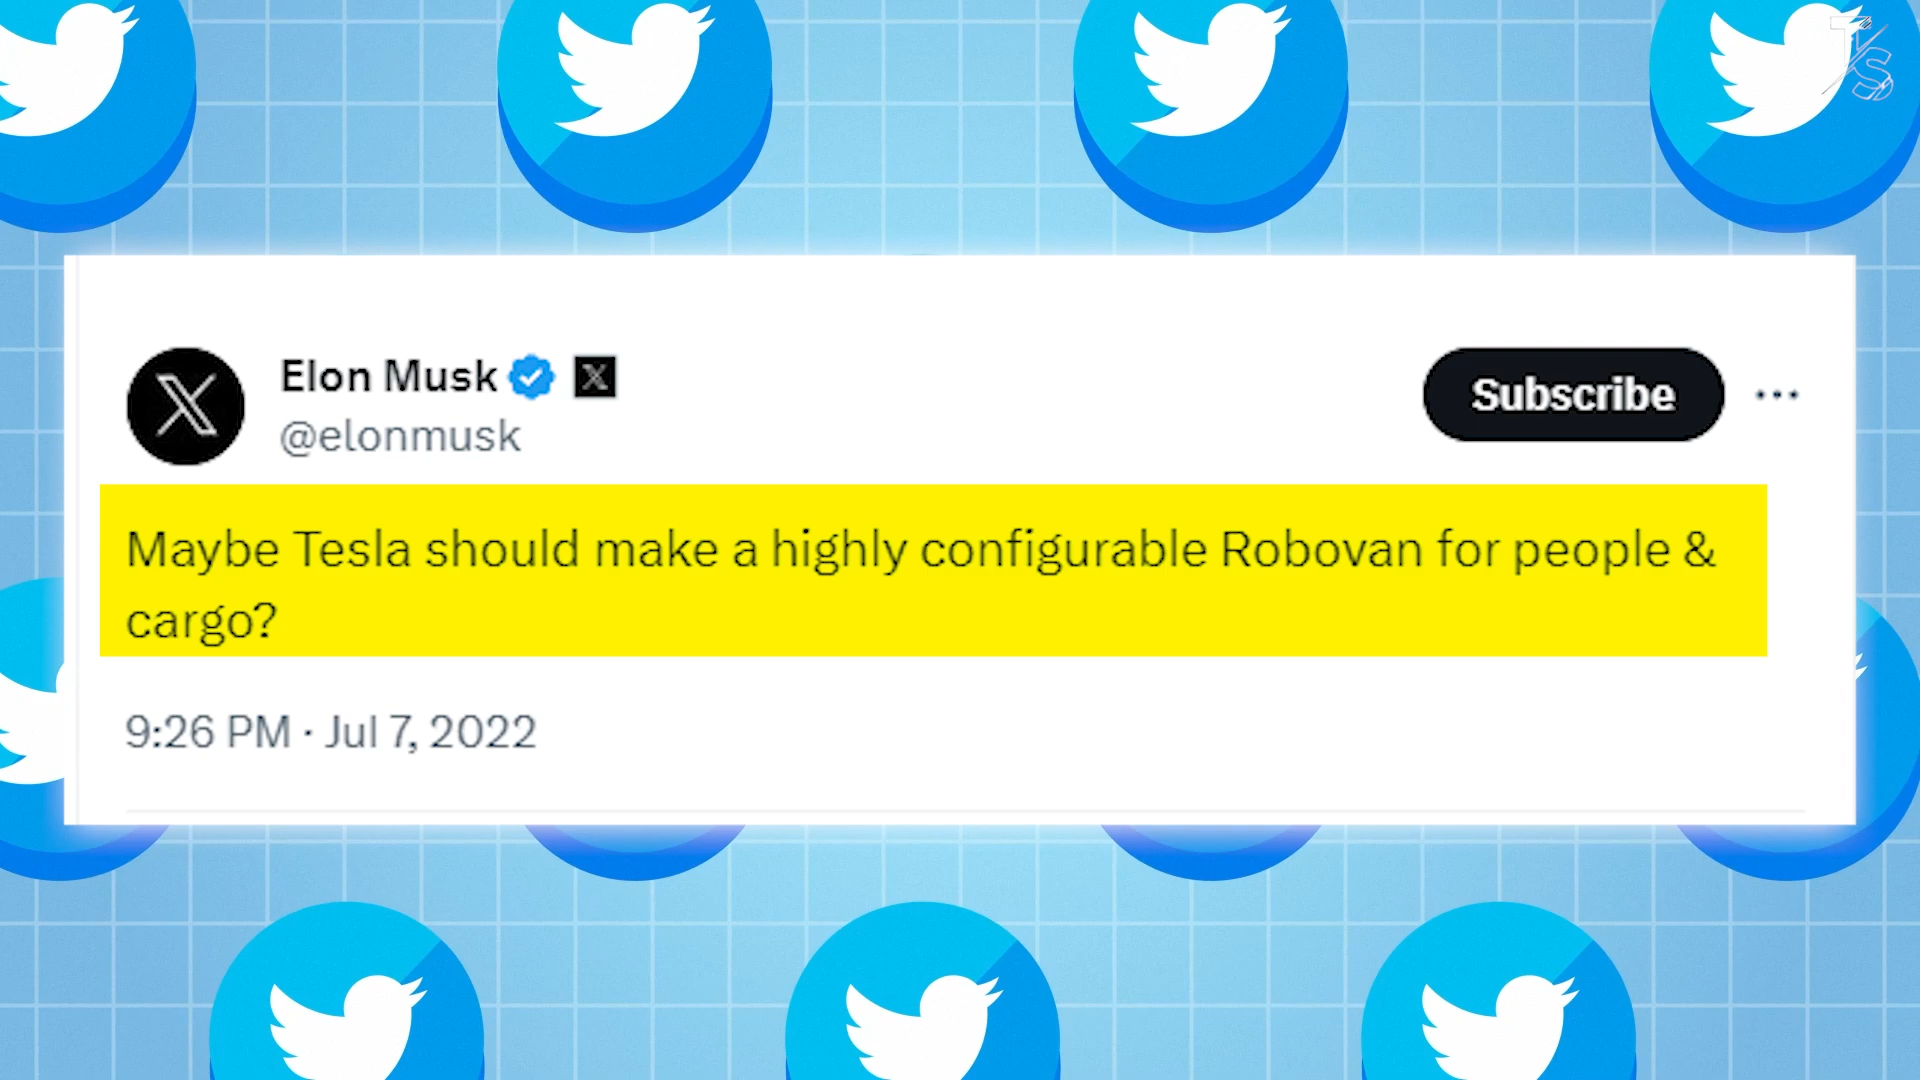 TS
Elon Musk
@elonmusk
Subscribe
Maybe Tesla should make a highly configurable Robovan for people &
cargo?
9:26 PM · Jul 7, 2022